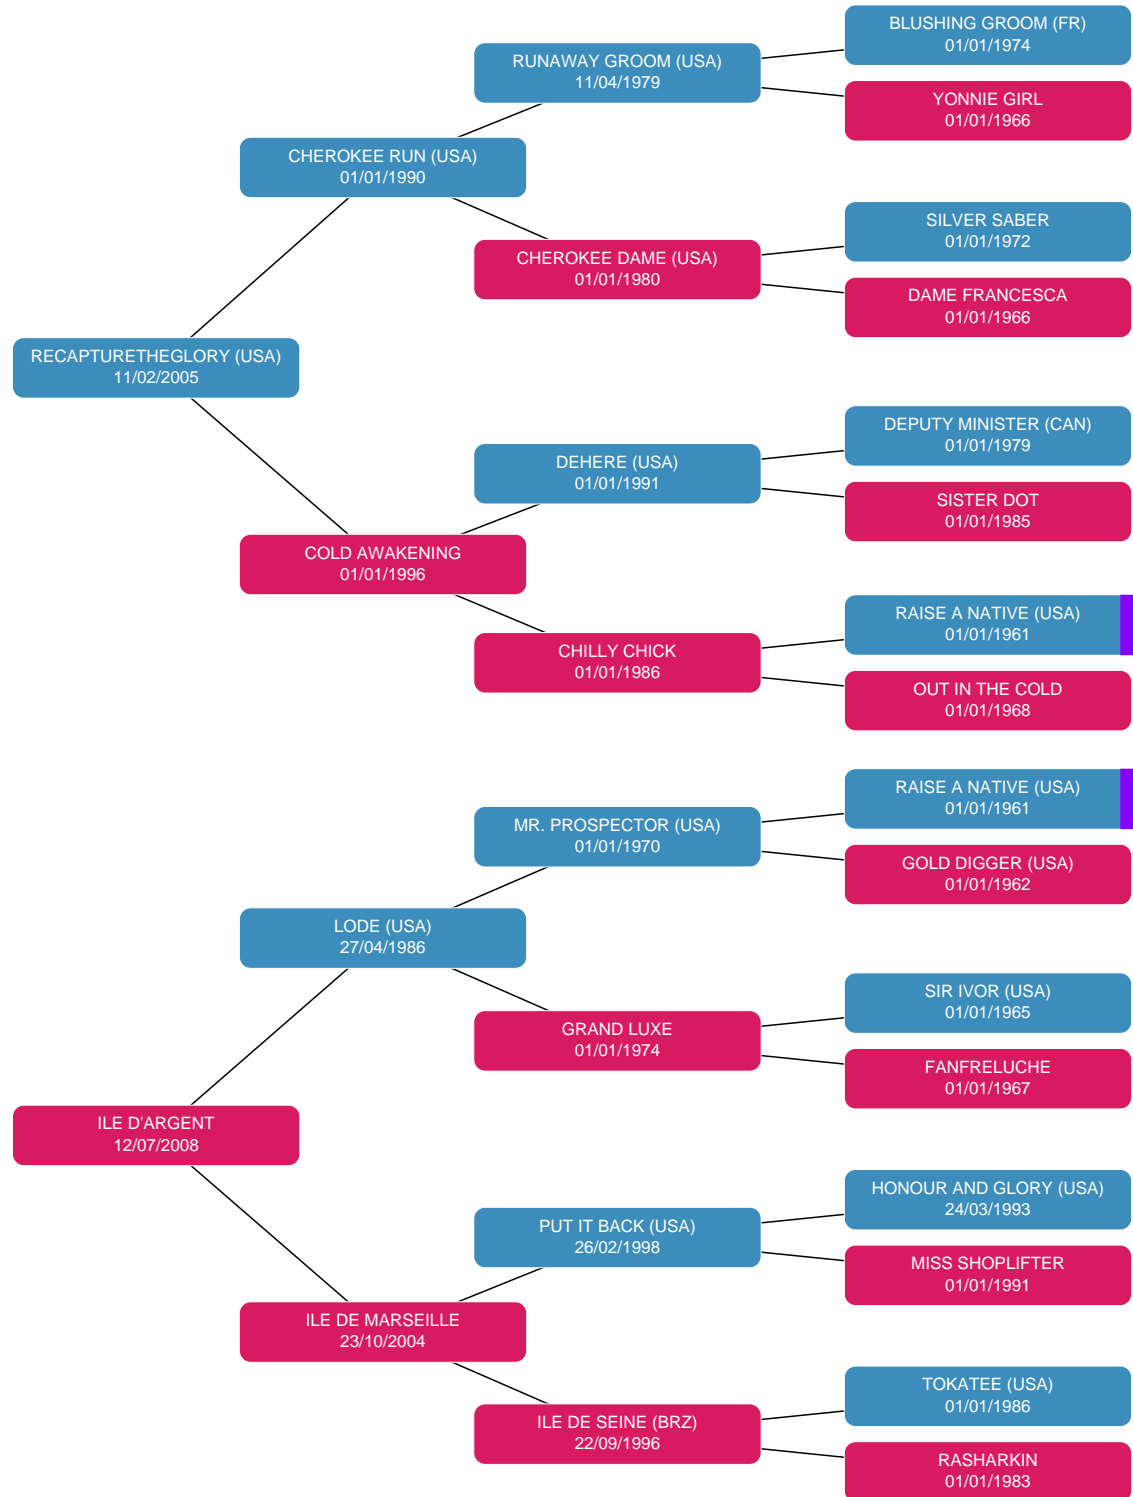 BLUSHING GROOM (FR)
01/01/1974
RUNAWAY GROOM (USA)
11/04/1979
YONNIE GIRL
01/01/1966
CHEROKEE RUN (USA)
01/01/1990
SILVER SABER
01/01/1972
CHEROKEE DAME (USA)
01/01/1980
DAME FRANCESCA
01/01/1966
RECAPTURETHEGLORY (USA)
11/02/2005
DEPUTY MINISTER (CAN)
01/01/1979
DEHERE (USA)
01/01/1991
SISTER DOT
01/01/1985
COLD AWAKENING
01/01/1996
RAISE A NATIVE (USA)
01/01/1961
CHILLY CHICK
01/01/1986
OUT IN THE COLD
01/01/1968
RAISE A NATIVE (USA)
01/01/1961
MR. PROSPECTOR (USA)
01/01/1970
GOLD DIGGER (USA)
01/01/1962
LODE (USA)
27/04/1986
SIR IVOR (USA)
01/01/1965
GRAND LUXE
01/01/1974
FANFRELUCHE
01/01/1967
ILE D'ARGENT
12/07/2008
HONOUR AND GLORY (USA)
24/03/1993
PUT IT BACK (USA)
26/02/1998
MISS SHOPLIFTER
01/01/1991
ILE DE MARSEILLE
23/10/2004
TOKATEE (USA)
01/01/1986
ILE DE SEINE (BRZ)
22/09/1996
RASHARKIN
01/01/1983